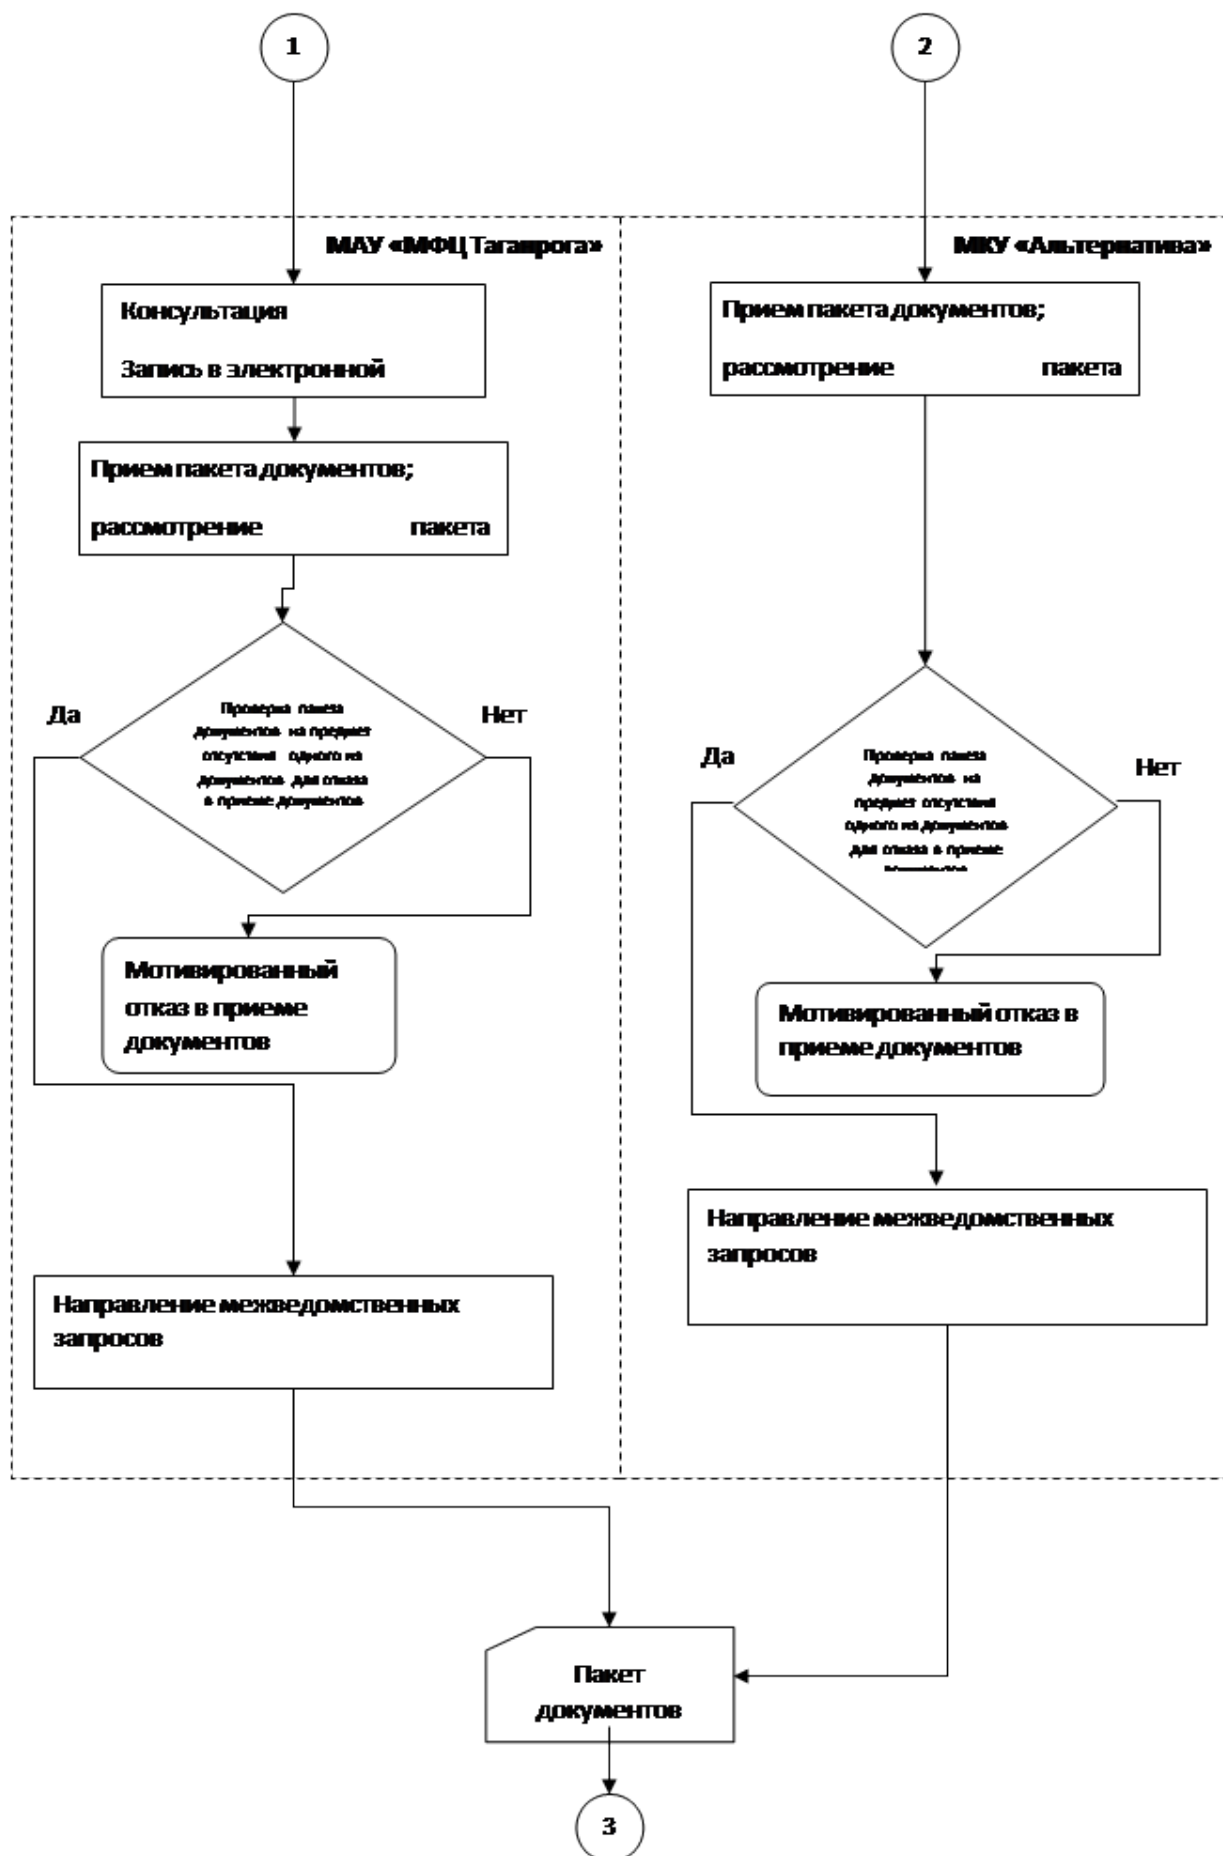 1
2
МАУ «МФЦ Таганрога»
Консультация
Запись в электронной
Прием пакета документов;
рассмотрение пакета
Да
Нет
Проверка пакета
документов на предмет
отсутствия одного из
документов для отказа
в приеме документов
Мотивированный
отказ в приеме
документов
Направление межведомственных
запросов
МКУ «Альтернатива»
Прием пакета документов;
рассмотрение пакета
Да
Нет
Проверка пакета
документов на
предмет отсутствия
одного из документов
для отказа в приеме
Мотивированный отказ в
приеме документов
Направление межведомственных
запросов
Пакет
документов
3